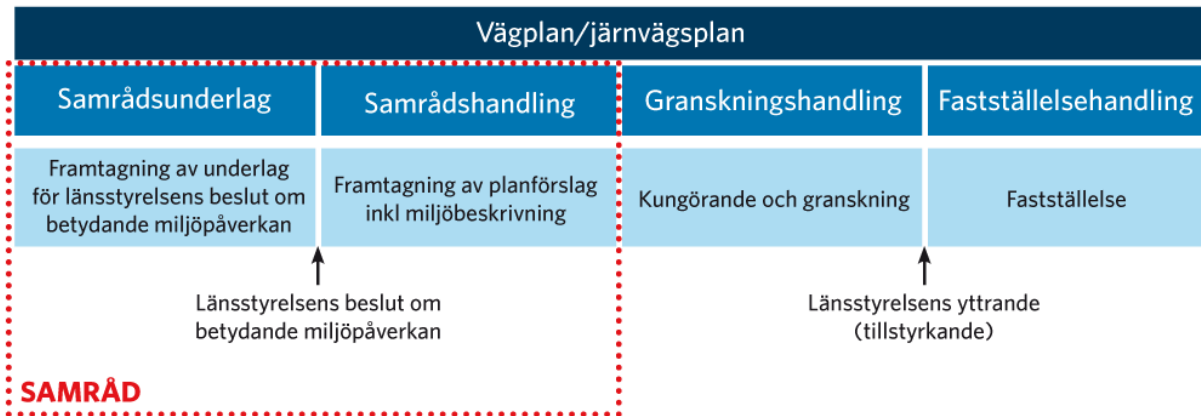 Vägplan/järnvägsplan
Samrådsunderlag
Samrådshandling
Granskningshandling
Fastställelsehandling
Framtagning av underlag
för länsstyrelsens beslut om
betydande miljöpåverkan
Framtagning av planförslag
inkl miljöbeskrivning
Kungörande och granskning
Fastställelse
Länsstyrelsens beslut om
betydande miljöpåverkan
Länsstyrelsens yttrande
(tillstyrkande)
SAMRÅD